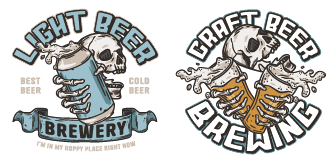 LIGHT BEER
BEST
BEER
COLD
BEER
BREWERY
I'M IN MY HOPPY PLACE RIGHT NOW
CRAFT BEER
BREWING